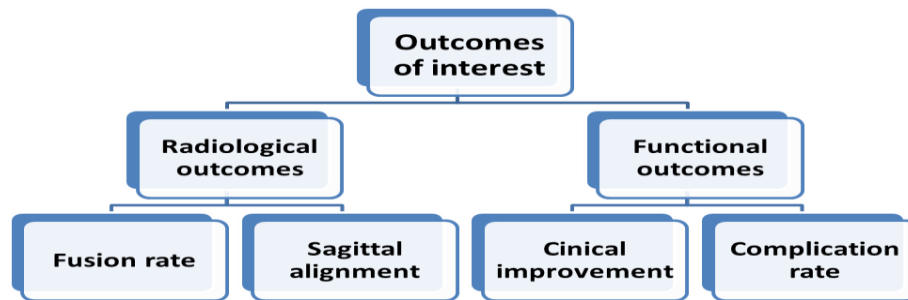 Outcomes
of interest
Radiological
outcomes
Functional
outcomes
Fusion rate
Sagittal
alignment
Cinical
improvement
Complication
rate